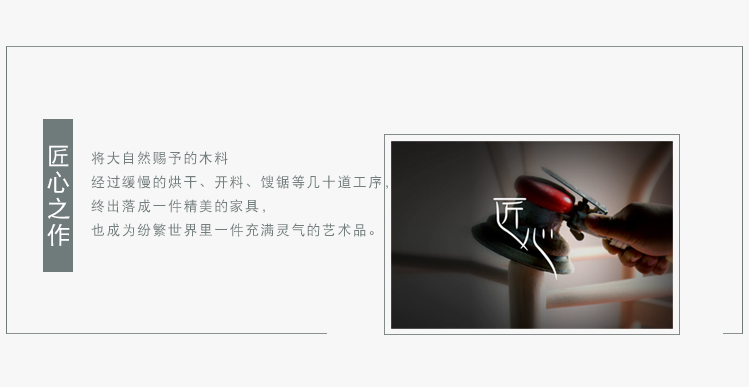 匠心之作
将大自然赐予的木料
经过缓慢的烘干、开料、馊锯等几十道工序,
终出落成一件精美的家具,
也成为纷繁世界里一件充满灵气的艺术品。
匠心